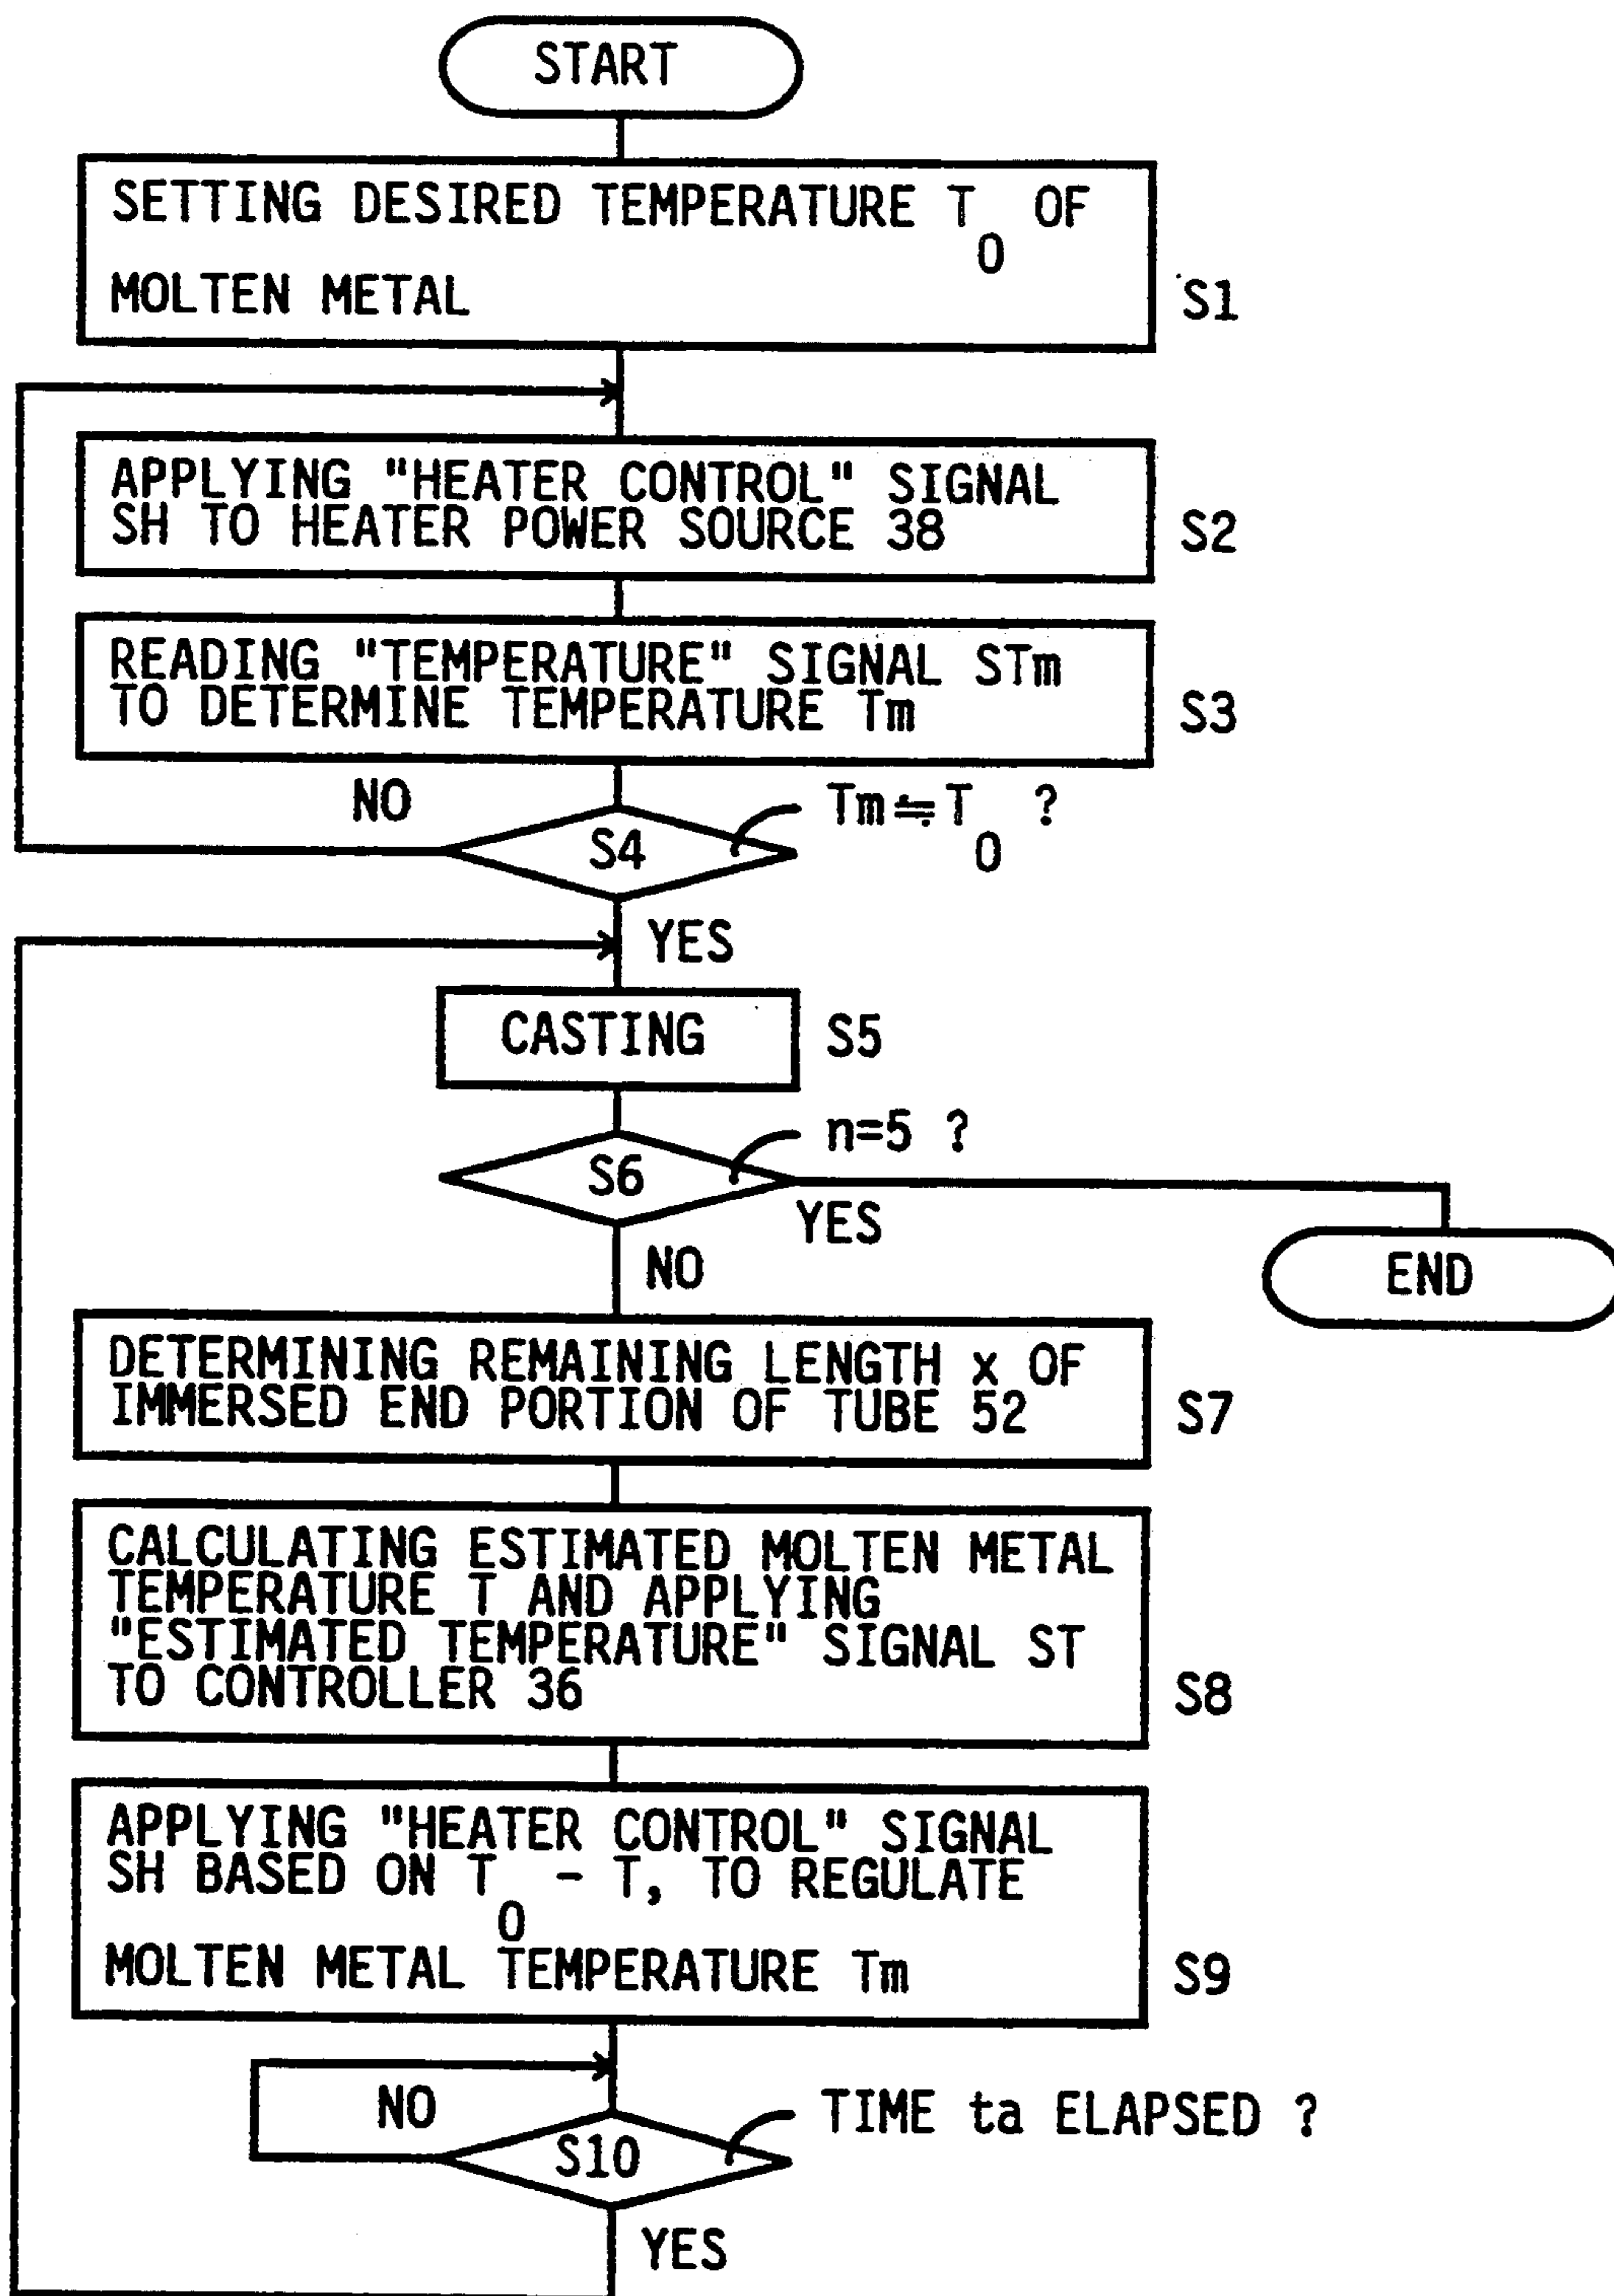 START
SETTING DESIRED TEMPERATURE T0 OF
MOLTEN METAL
S1
APPLYING "HEATER CONTROL" SIGNAL
SH TO HEATER POWER SOURCE 38
S2
READING "TEMPERATURE" SIGNAL STm
TO DETERMINE TEMPERATURE Tm
S3
NO
Tm≒T0 ?
S4
YES
CASTING
S5
n=5 ?
S6
YES
NO
END
DETERMINING REMAINING LENGTH x OF
IMMERSED END PORTION OF TUBE 52
S7
CALCULATING ESTIMATED MOLTEN METAL
TEMPERATURE T AND APPLYING
"ESTIMATED TEMPERATURE" SIGNAL ST
TO CONTROLLER 36
S8
APPLYING "HEATER CONTROL" SIGNAL
SH BASED ON T0 - T, TO REGULATE
MOLTEN METAL TEMPERATURE Tm
S9
NO
TIME ta ELAPSED ?
S10
YES